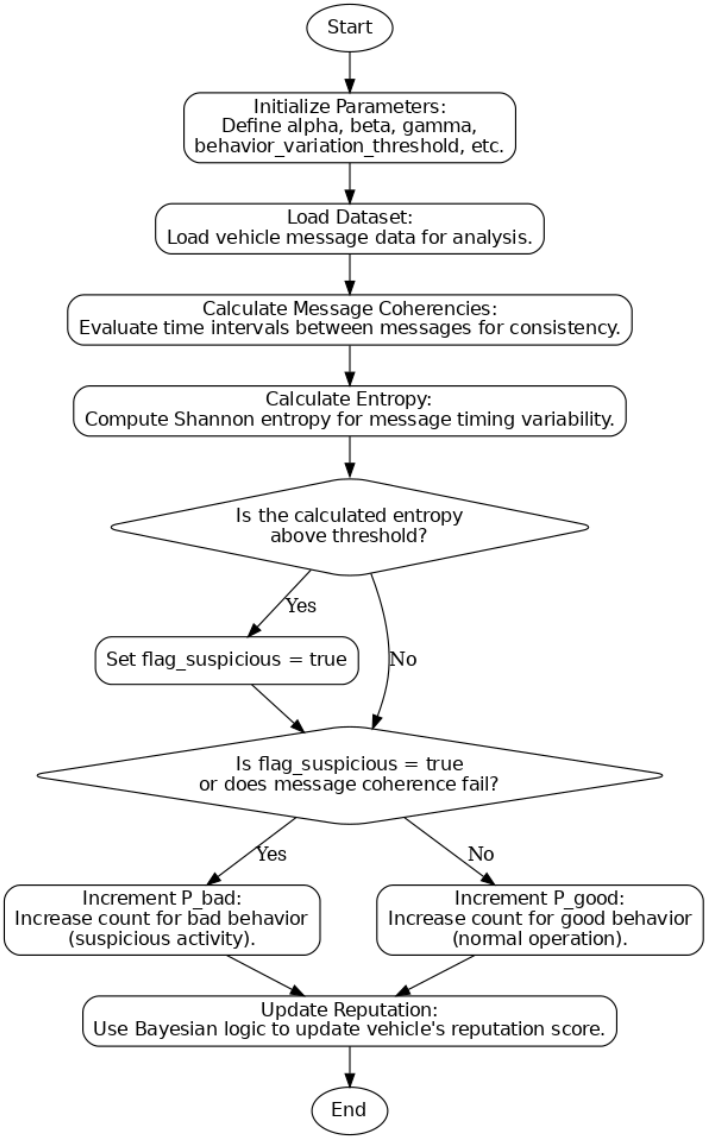 Start
Initialize Parameters:
Define alpha, beta, gamma,
behavior_variation_threshold, etc.
Load Dataset:
Load vehicle message data for analysis.
Calculate Message Coherencies:
Evaluate time intervals between messages for consistency.
Calculate Entropy:
Compute Shannon entropy for message timing variability.
Is the calculated entropy
above threshold?
Yes
Set flag_suspicious = true
No
Is flag_suspicious = true
or does message coherence fail?
Yes
No
Increment P_bad:
Increase count for bad behavior
(suspicious activity).
Increment P_good:
Increase count for good behavior
(normal operation).
Update Reputation:
Use Bayesian logic to update vehicle's reputation score.
End